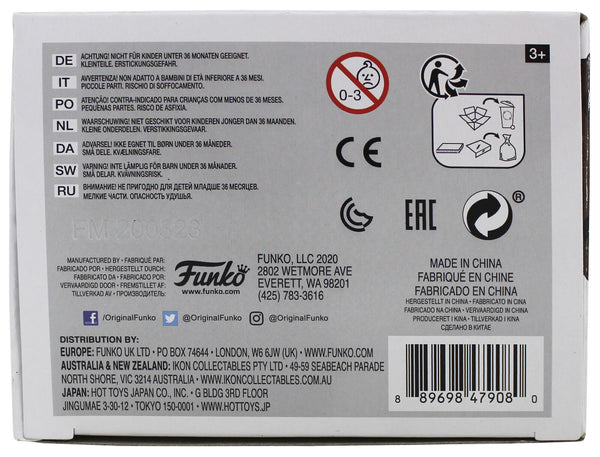 3+
DE ACHTUNG! NICHT FÜR KINDER UNTER 36 MONATEN GEEIGNET.
KLEINTEILE. ERSTICKUNGSGEFAHR.
IT AVVERTENZA! NON ADATTO A BAMBINI DI ETÀ INFERIORE A 36 MESI.
PICCOLE PARTI. RISCHIO DI SOFFOCAMENTO.
PO ATENÇÃO! CONTRA-INDICADO PARA CRIANÇAS COM MENOS DE 36 MESES.
PEQUENAS PARTES. RISCO DE ASFIXIA.
NL WAARSCHUWING! NIET GESCHIKT VOOR KINDEREN JONGER DAN 36 MAANDEN.
KLEINE ONDERDELEN. VERSTIKKINGSGEVAAR.
DA ADVARSEL! IKKE EGNET TIL BØRN UNDER 36 MÅNEDER.
SMÅ DELE. KVÆLNINGSFARE.
SW VARNING! INTE LÄMPLIG FÖR BARN UNDER 36 MÅNADER.
SMÅ DELAR. KVÄVNINGSRISK.
RU ВНИМАНИЕ! НЕ ПРИГОДНО ДЛЯ ДЕТЕЙ МЛАДШЕ 36 МЕСЯЦЕВ.
МЕЛКИЕ ЧАСТИ. ОПАСНОСТЬ УДУШЬЯ.
0-3
CE
EAC
®
MANUFACTURED BY • FABRIQUÉ PAR:
FABRICADO POR • HERGESTELLT DURCH:
FABBRICATO DA • FABRICADO POR:
VERVAARDIGD DOOR • FREMSTILLET AF:
TILLVERKAD AV • ПРОИЗВОДИТЕЛЬ:
Funko
www.funko.com
FUNKO, LLC 2020
2802 WETMORE AVE
EVERETT, WA 98201
(425) 783-3616
MADE IN CHINA
FABRIQUÉ EN CHINE
FABRICADO EN CHINA
HERGESTELLT IN CHINA • FABBRICATO IN CINA
FABRICADO NA CHINA • VERVAARDIGD IN CHINA
PRODUCERET I KINA • TILLVERKAD I KINA
СДЕЛАНО В КИТАЕ
f /OriginalFunko @OriginalFunko /OriginalFunko
DISTRIBUTION BY:
EUROPE: FUNKO UK LTD • PO BOX 74644 • LONDON, W6 6JW (UK) • WWW.FUNKO.COM
AUSTRALIA & NEW ZEALAND: IKON COLLECTABLES PTY LTD • 49-59 SEABEACH PARADE
NORTH SHORE, VIC 3214 AUSTRALIA • WWW.IKONCOLLECTABLES.COM.AU
JAPAN: HOT TOYS JAPAN CO., INC. • G BLDG 3RD FLOOR
JINGUMAE 3-30-12 • TOKYO 150-0001 • WWW.HOTTOYS.JP
8 89698 47908 0